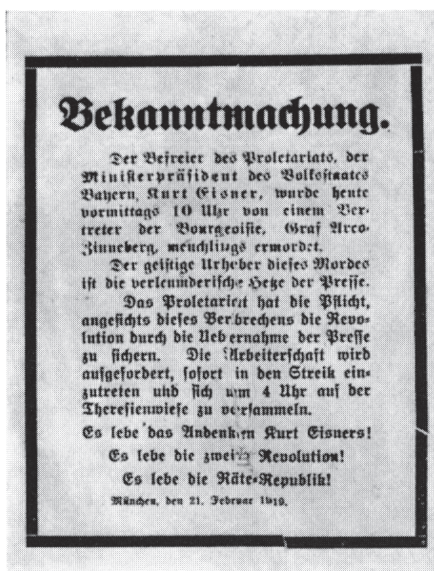 Bekanntmachung.
Der Befreier des Proletariats, der
Ministerpräsident des Volksstaates
Bayern, Kurt Eisner, wurde heute
vormittags 10 Uhr von einem Ver-
treter der Bourgeoisie, Graf Arco-
Zinneberg, meuchlings ermordet.
Der geistige Urheber dieses Mordes
ist die verleumderische Hetze der Presse.
Das Proletariat hat die Pflicht,
angesichts dieses Verbrechens die Revo-
lution durch die Uebernahme der Presse
zu sichern. Die Arbeiterschaft wird
aufgefordert, sofort in den Streik ein-
zutreten und sich um 4 Uhr auf der
Theresienwiese zu versammeln.
Es lebe das Andenken Kurt Eisners!
Es lebe die zweite Revolution!
Es lebe die Räte-Republik!
München, den 21. Februar 1919.